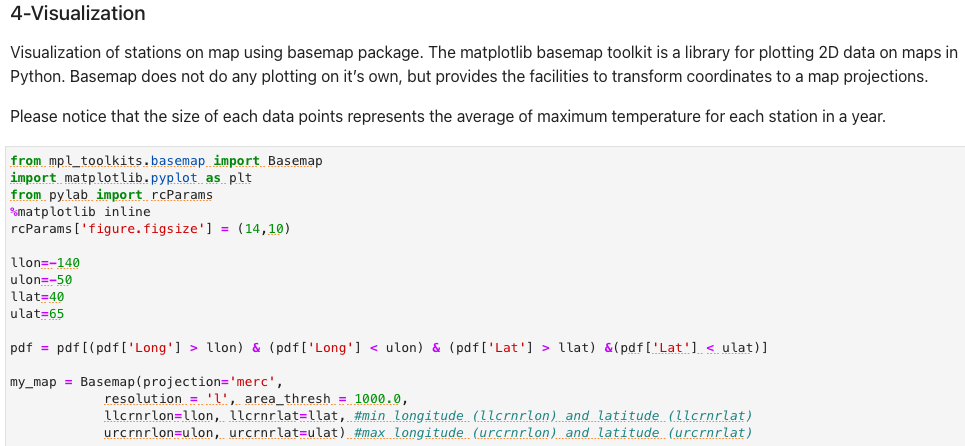 4-Visualization
Visualization of stations on map using basemap package. The matplotlib basemap toolkit is a library for plotting 2D data on maps in
Python. Basemap does not do any plotting on it’s own, but provides the facilities to transform coordinates to a map projections.
Please notice that the size of each data points represents the average of maximum temperature for each station in a year.
from mpl_toolkits.basemap import Basemap
import matplotlib.pyplot as plt
from pylab import rcParams
%matplotlib inline
rcParams['figure.figsize'] = (14,10)
llon=-140
ulon=-50
llat=40
ulat=65
pdf = pdf[(pdf['Long'] > llon) & (pdf['Long'] < ulon) & (pdf['Lat'] > llat) &(pdf['Lat'] < ulat)]
my_map = Basemap(projection='merc',
            resolution = 'l', area_thresh = 1000.0,
            llcrnrlon=llon, llcrnrlat=llat, #min longitude (llcrnrlon) and latitude (llcrnrlat)
            urcrnrlon=ulon, urcrnrlat=ulat) #max longitude (urcrnrlon) and latitude (urcrnrlat)